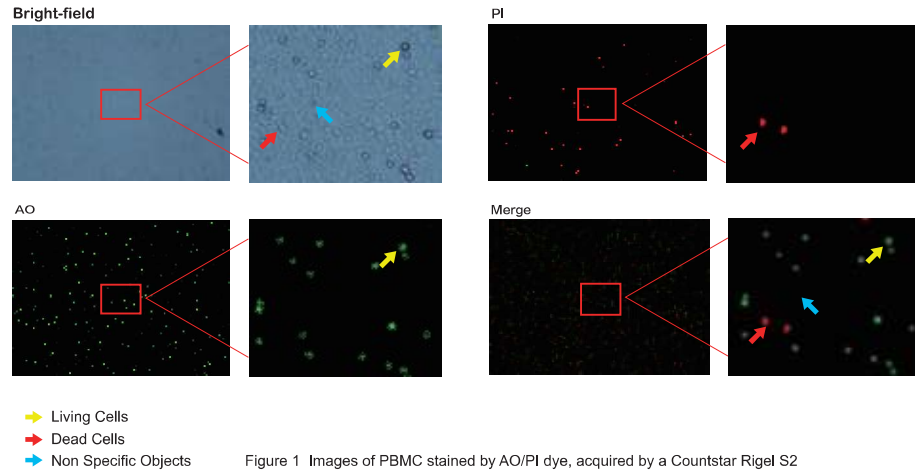 Bright-field
PI
AO
Merge
Living Cells
Dead Cells
Non Specific Objects
Figure 1 Images of PBMC stained by AO/PI dye, acquired by a Countstar Rigel S2